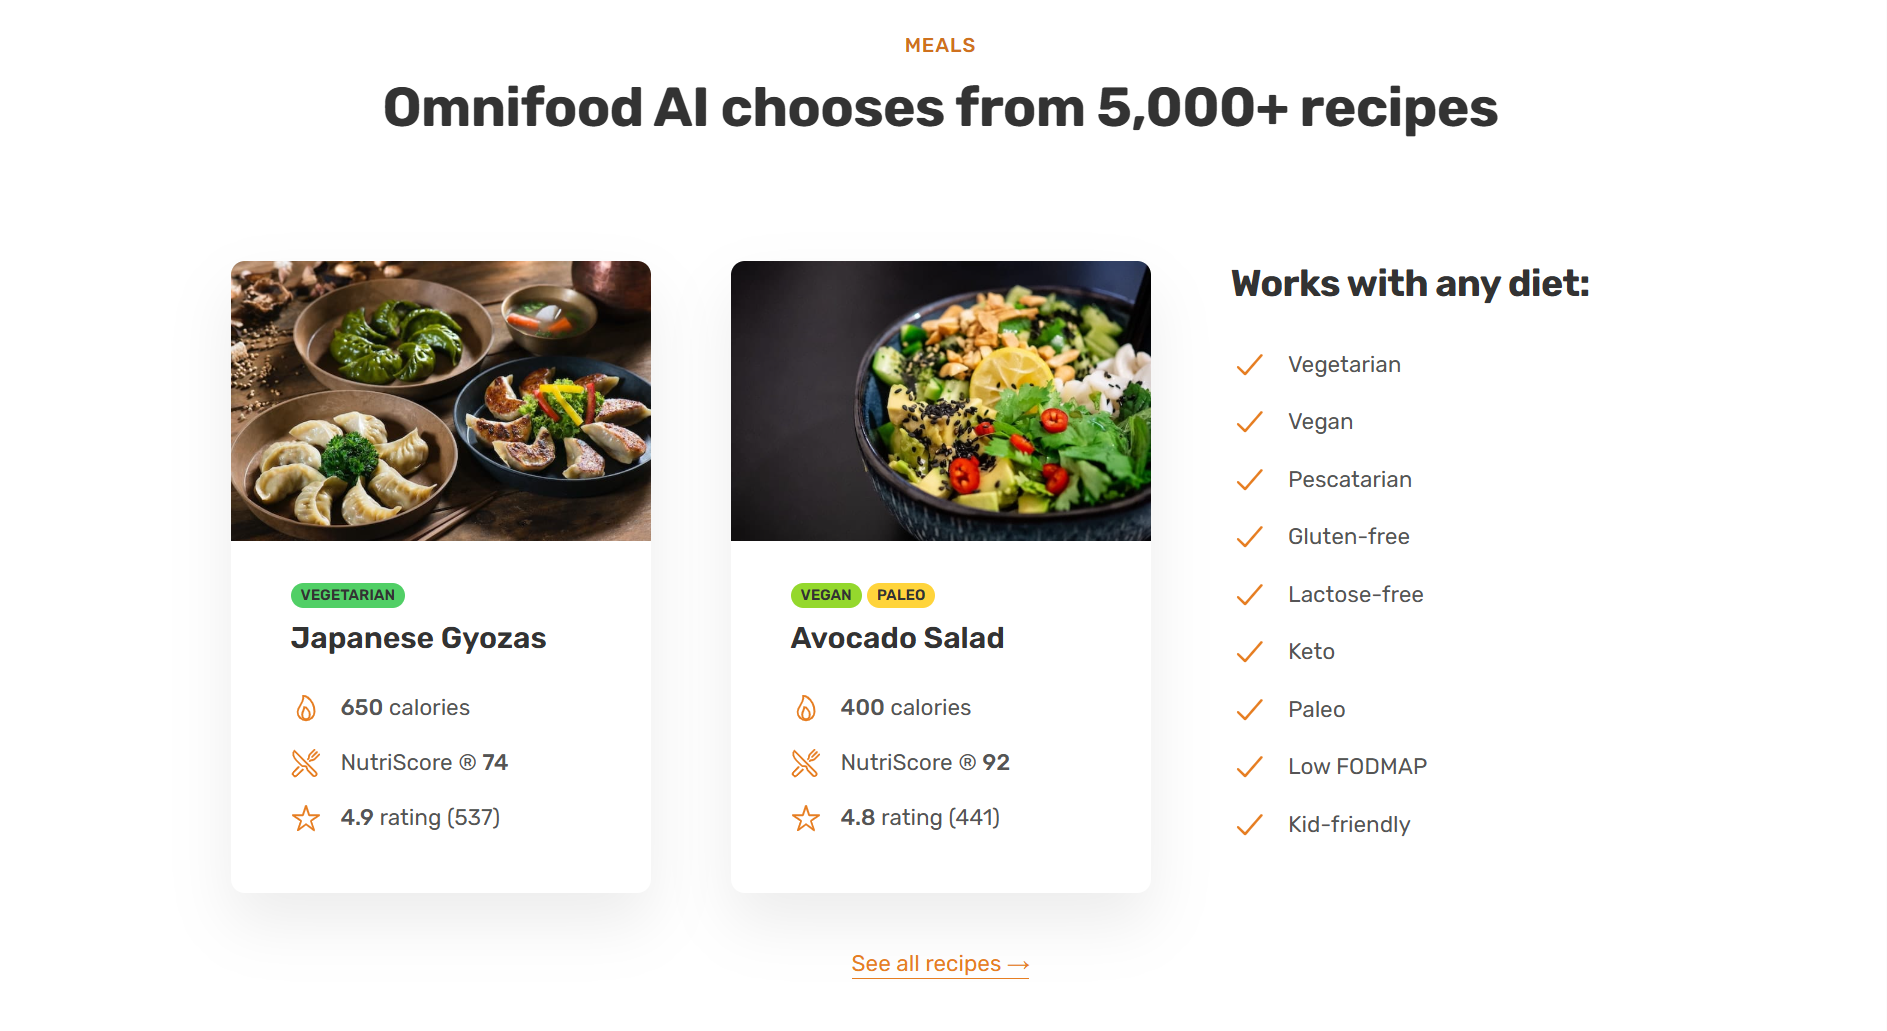 MEALS
Omnifood AI chooses from 5,000+ recipes
VEGETARIAN
Japanese Gyozas
650 calories
NutriScore ® 74
4.9 rating (537)
VEGAN PALEO
Avocado Salad
400 calories
NutriScore ® 92
4.8 rating (441)
Works with any diet:
Vegetarian
Vegan
Pescatarian
Gluten-free
Lactose-free
Keto
Paleo
Low FODMAP
Kid-friendly
See all recipes →